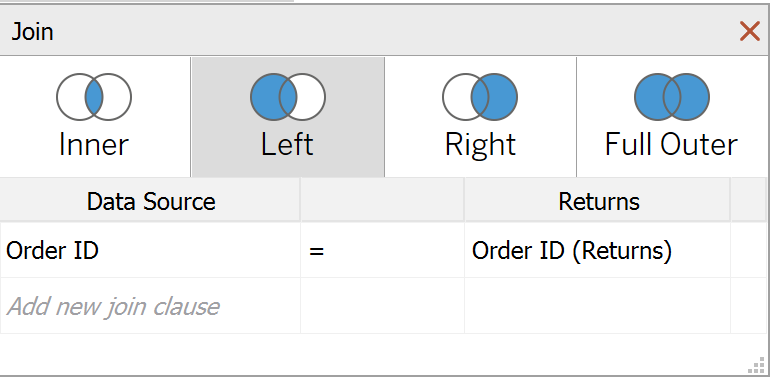 Join
Inner Left Right Full Outer
Data Source Returns
Order ID = Order ID (Returns)
Add new join clause